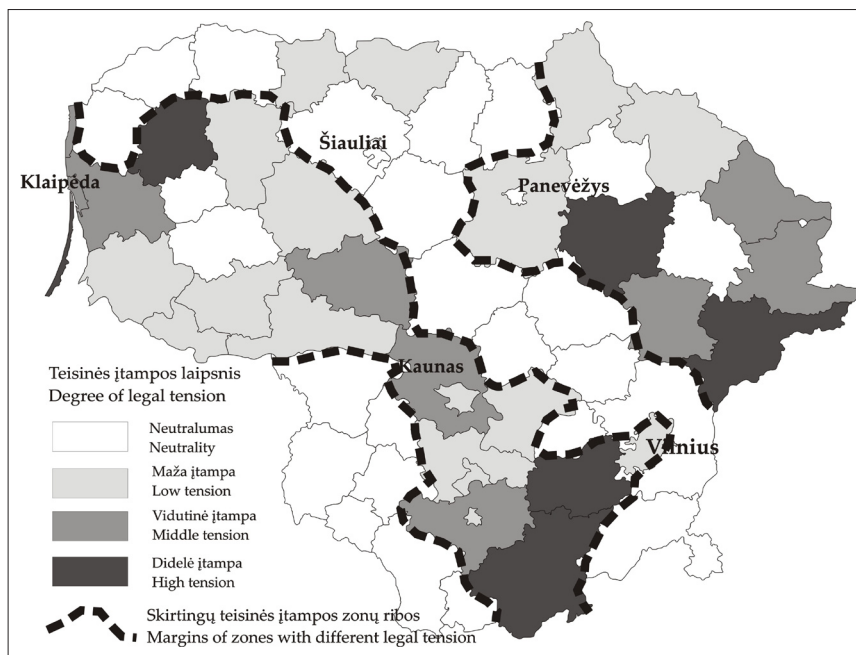 Šiauliai
Klaipėda
Panevėžys
Kaunas
Vilnius
Teisinės įtampos laipsnis
Degree of legal tension
Neutralumas
Neutrality
Maža įtampa
Low tension
Vidutinė įtampa
Middle tension
Didelė įtampa
High tension
Skirtingų teisinės įtampos zonų ribos
Margins of zones with different legal tension